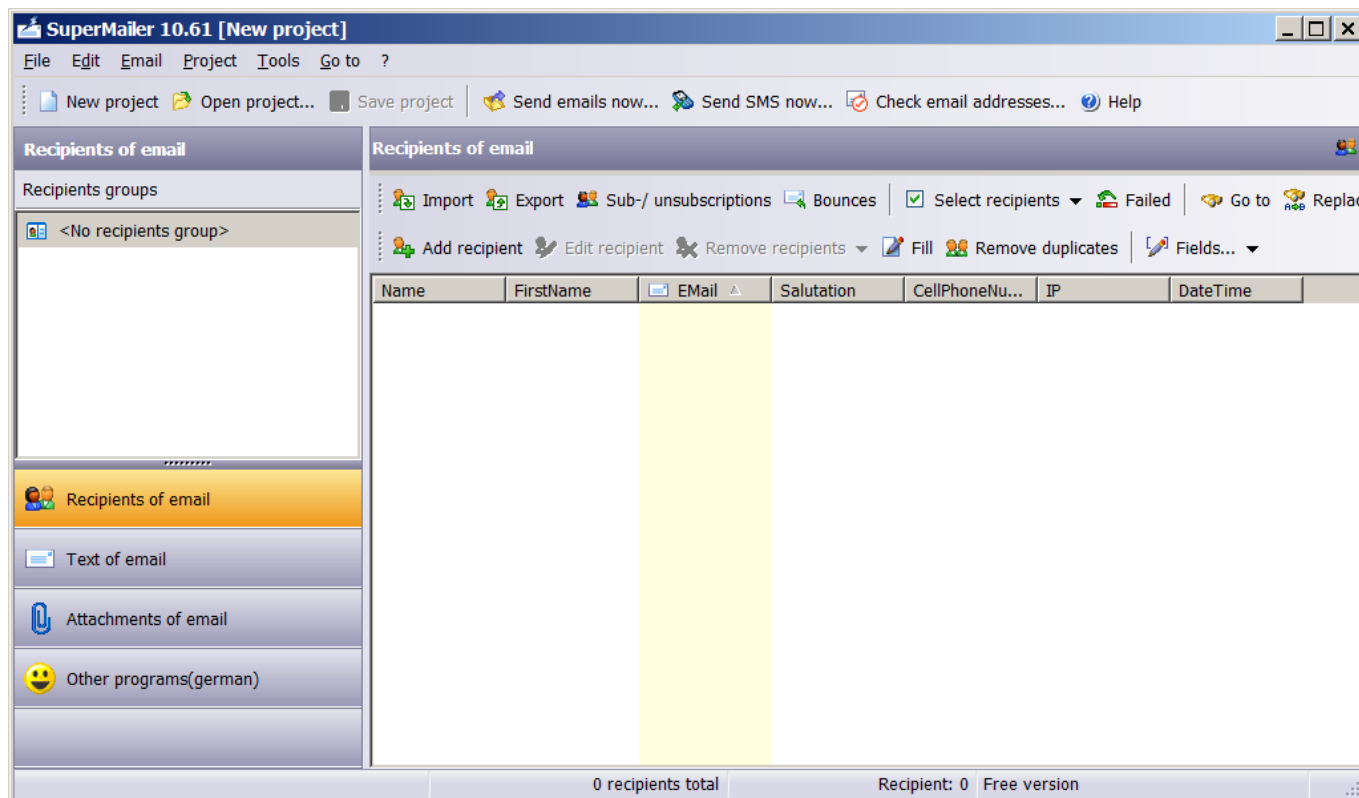 SuperMailer 10.61 [New project]
File Edit Email Project Tools Go to ?
New project Open project... Save project Send emails now... Send SMS now... Check email addresses... Help
Recipients of email
Recipients groups
<No recipients group>
Recipients of email
Text of email
Attachments of email
Other programs(german)
Recipients of email
Import Export Sub-/ unsubscriptions Bounces Select recipients Failed Go to Replac
Add recipient Edit recipient Remove recipients Fill Remove duplicates Fields...
Name FirstName EMail Salutation CellPhoneNu... IP DateTime
0 recipients total Recipient: 0 Free version